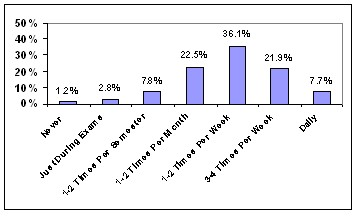 50%
40%
30%
20%
10%
0%
1.2%
2.8%
7.8%
22.5%
36.1%
21.9%
7.7%
Never
Just During Exams
1-2 Times Per Semester
1-2 Times Per Month
1-2 Times Per Week
3-4 Times Per Week
Daily